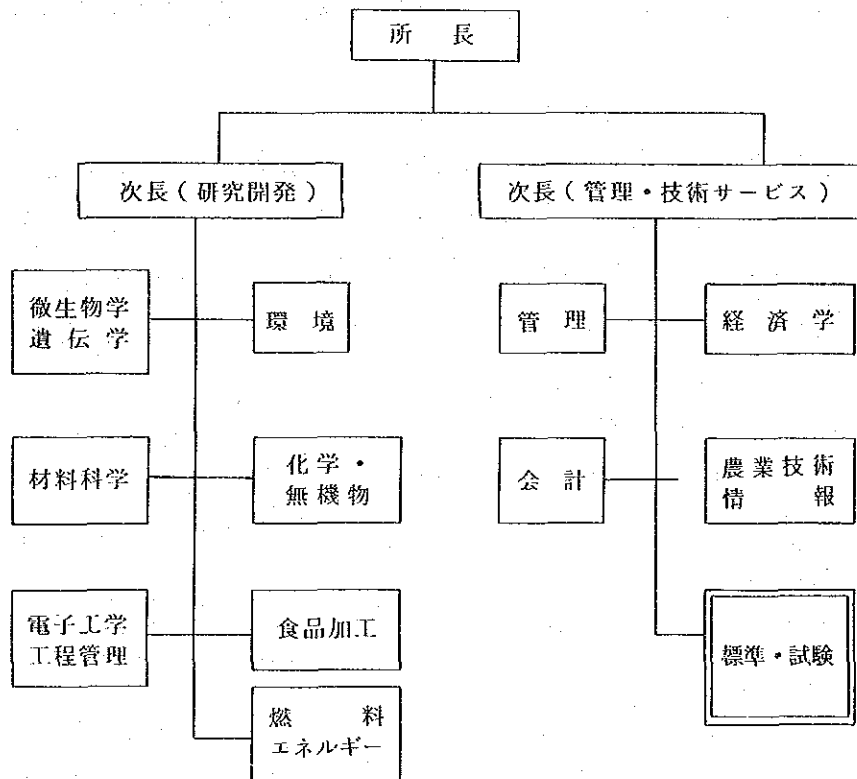 所長
次長(研究開発)
次長(管理・技術サービス)
微生物学
遺伝学
環境
管理
経済学
材料科学
化学・
無機物
会計
農業技術
情報
電子工学
工程管理
食品加工
標準・試験
燃料
エネルギー